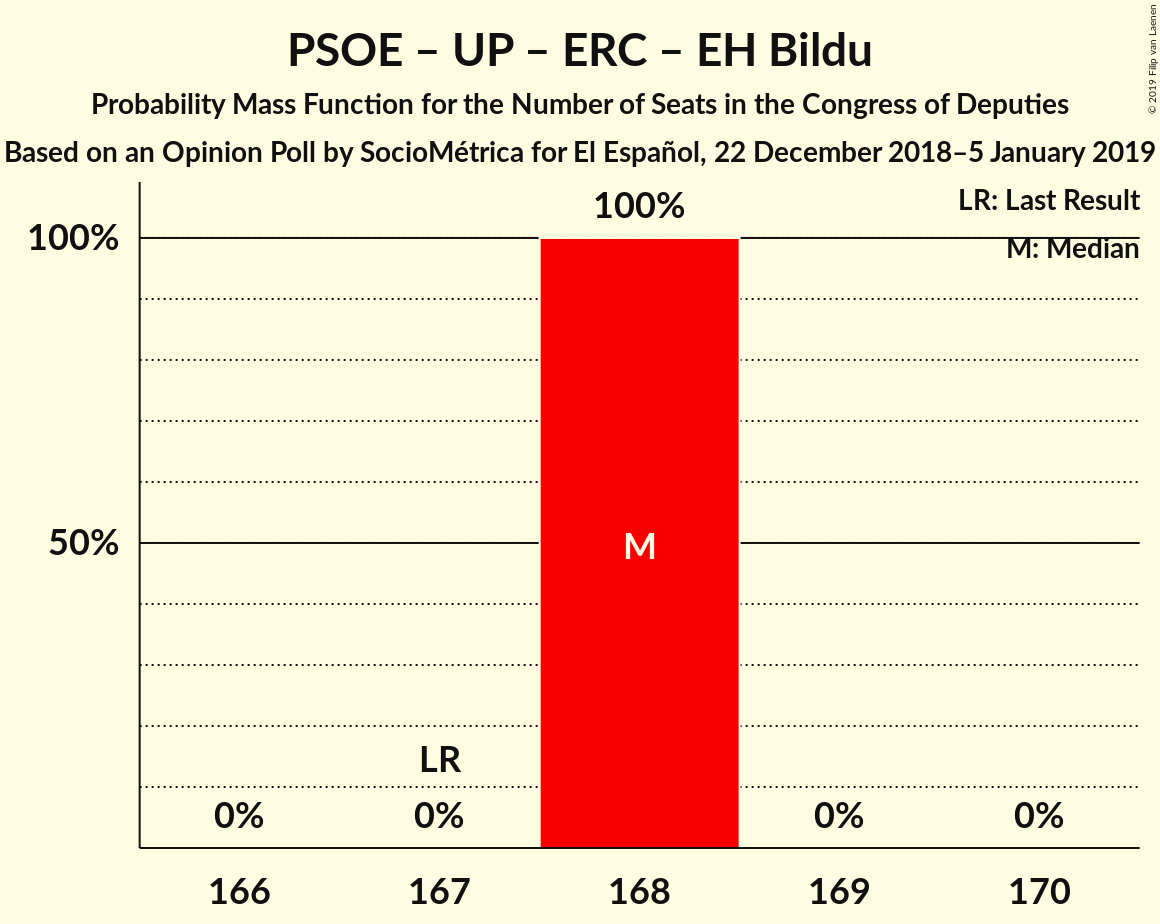 PSOE – UP – ERC – EH Bildu
Probability Mass Function for the Number of Seats in the Congress of Deputies
Based on an Opinion Poll by SocioMétrica for El Español, 22 December 2018–5 January 2019
© 2019 Filip van Laenen
LR: Last Result
M: Median
100%
100%
50%
M
LR
0%
0%
0%
0%
166
167
168
169
170